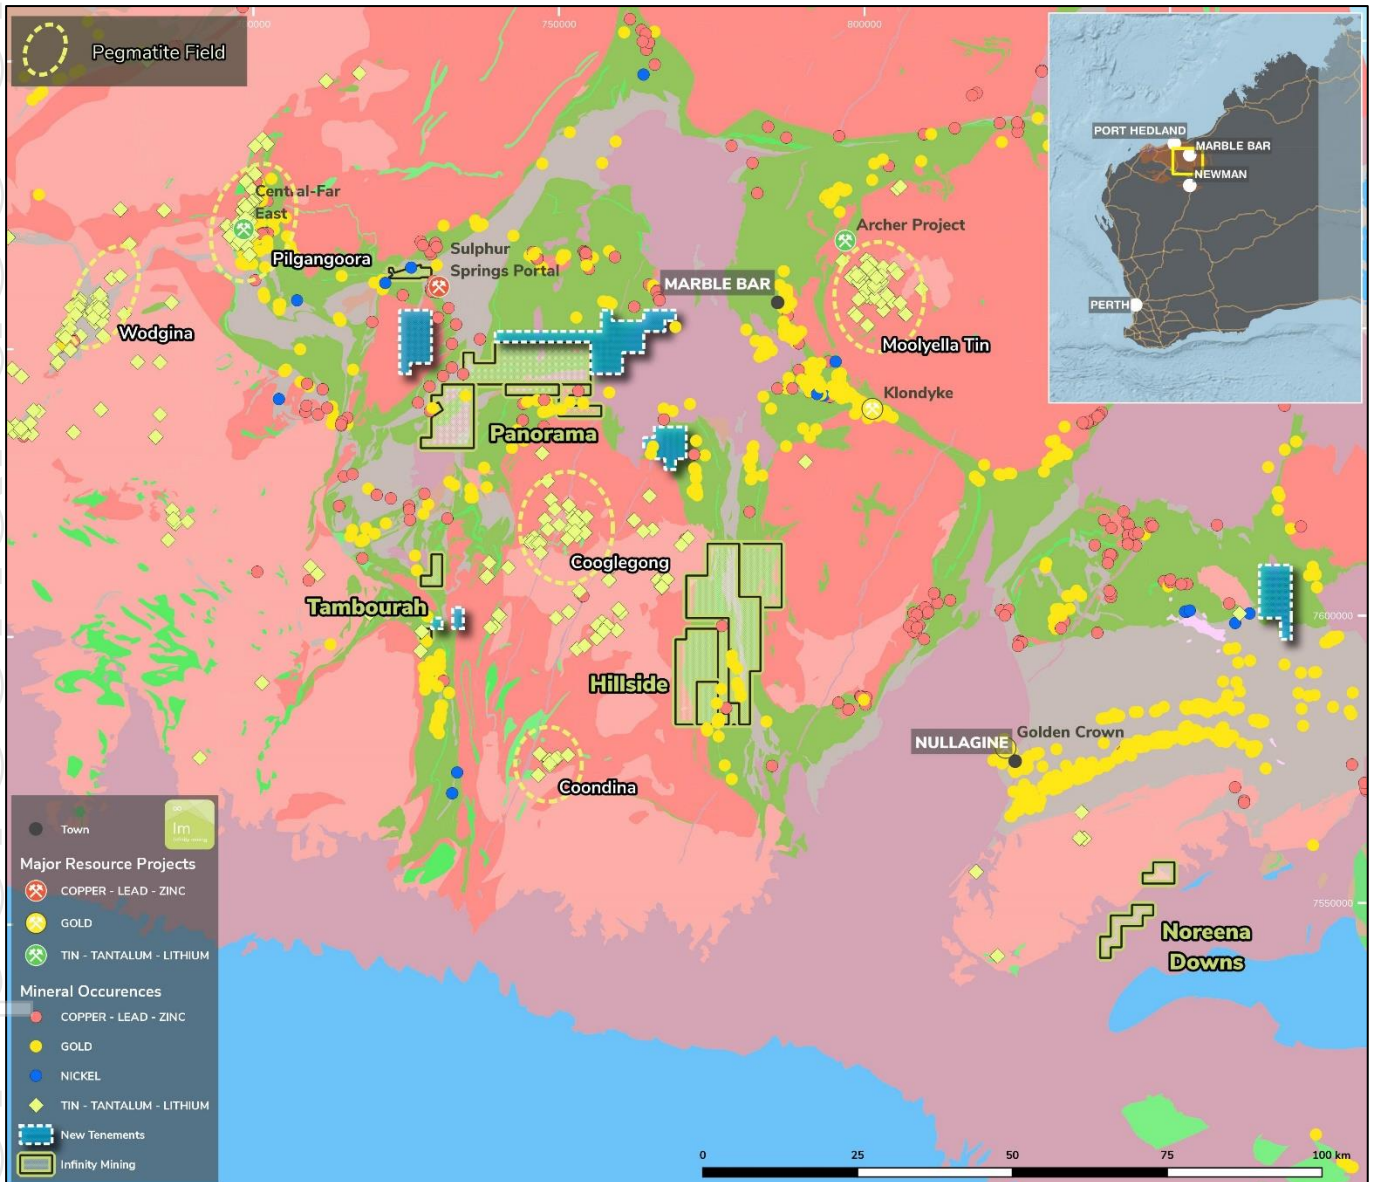 Pegmatite Field
750000
800000
PORT HEDLAND
MARBLE BAR
NEWMAN
PERTH
Central-Far
East
Pilgangoora
Sulphur
Springs Portal
Archer Project
MARBLE BAR
Wodgina
Moolyella Tin
Klondyke
Panorama
Cooglegong
Tambourah
7600000
Hillside
NULLAGINE
Golden Crown
Coondina
7550000
Noreena
Downs
Town
Im
Major Resource Projects
COPPER - LEAD - ZINC
GOLD
TIN - TANTALUM - LITHIUM
Mineral Occurences
COPPER - LEAD - ZINC
GOLD
NICKEL
TIN - TANTALUM - LITHIUM
New Tenements
Infinity Mining
0
25
50
75
100 km